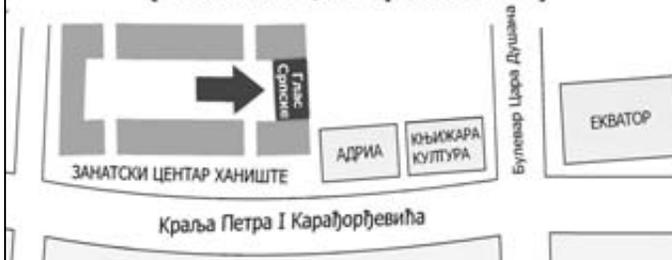 Глас
Српске
ЗАНАТСКИ ЦЕНТАР ХАНИШТЕ
АДРИА
КЊИЖАРА
КУЛТУРА
Булевар Цара Душана
ЕКВАТОР
Краља Петра I Карађорђевића